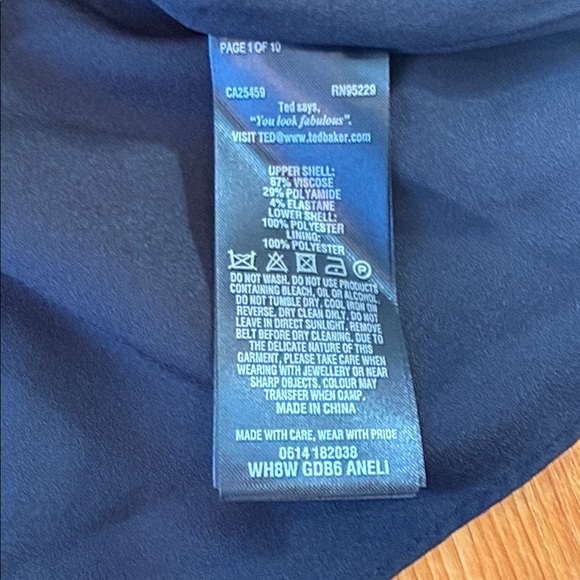 PAGE 1 OF 10
CA25459 RN95229
Ted says,
"You look fabulous".
VISIT TED@www.tedbaker.com
UPPER SHELL:
67% VISCOSE
29% POLYAMIDE
4% ELASTANE
LOWER SHELL:
100% POLYESTER
LINING:
100% POLYESTER
P
DO NOT WASH. DO NOT USE PRODUCTS
CONTAINING BLEACH, OIL OR ALCOHOL.
DO NOT TUMBLE DRY. COOL IRON ON
REVERSE. DRY CLEAN ONLY. DO NOT
LEAVE IN DIRECT SUNLIGHT. REMOVE
BELT BEFORE DRY CLEANING. DUE TO
THE DELICATE NATURE OF THIS
GARMENT, PLEASE TAKE CARE WHEN
WEARING WITH JEWELLERY OR NEAR
SHARP OBJECTS. COLOUR MAY
TRANSFER WHEN DAMP.
MADE IN CHINA
MADE WITH CARE, WEAR WITH PRIDE
0614 182038
WH8W GDB6 ANELI